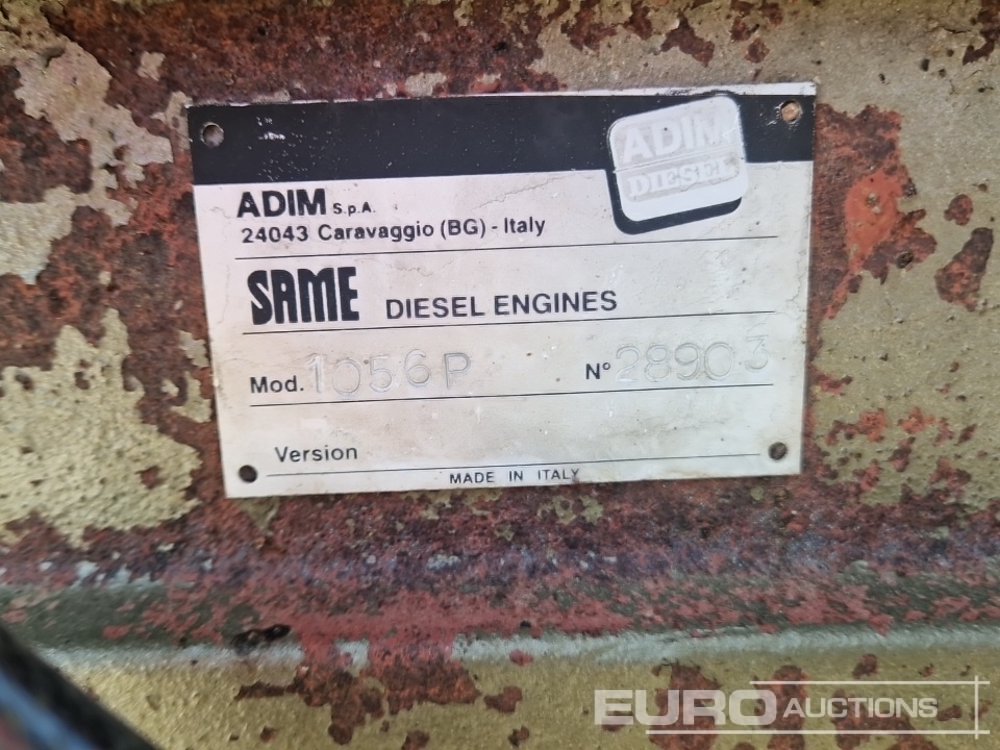 ADIM
DIESEL
ADIM S.p.A.
24043 Caravaggio (BG) - Italy
SAME DIESEL ENGINES
Mod. 1056P N° 28903
Version
MADE IN ITALY
EURO AUCTIONS